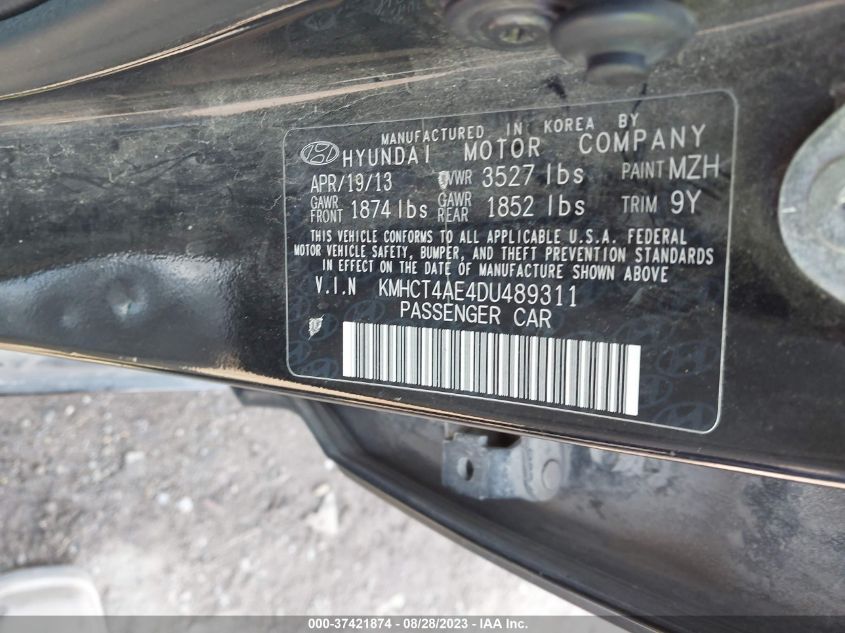 MANUFACTURED IN KOREA BY
HYUNDAI MOTOR COMPANY
APR/19/13 VWR 3527 lbs PAINT MZH
GAWR FRONT 1874 lbs GAWR REAR 1852 lbs TRIM 9Y
THIS VEHICLE CONFORMS TO ALL APPLICABLE U.S.A. FEDERAL
MOTOR VEHICLE SAFETY, BUMPER, AND THEFT PREVENTION STANDARDS
IN EFFECT ON THE DATE OF MANUFACTURE SHOWN ABOVE
V.I.N KMHCT4AE4DU489311
PASSENGER CAR
000-37421874 | 08/28/2023 - IAA Inc.